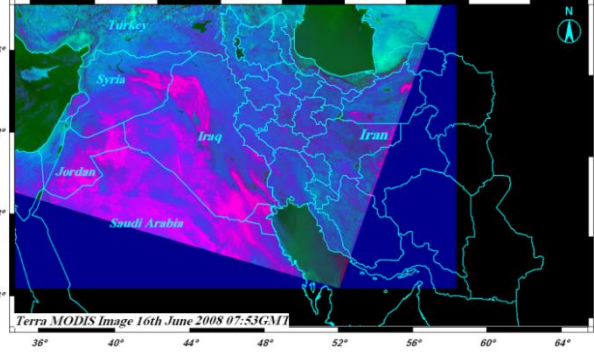 N
Turkey
Syria
Iraq
Iran
Jordan
Saudi Arabia
Terra MODIS Image 16th June 2008 07:53GMT
36° 40° 44° 48° 52° 56° 60° 64°